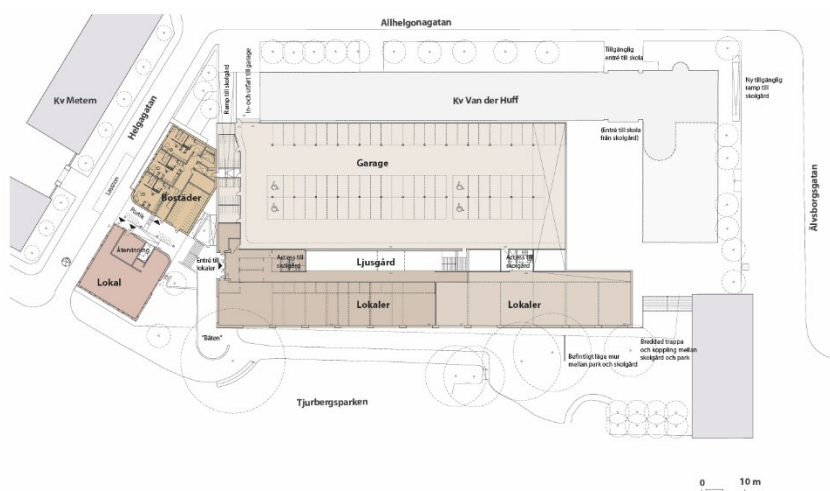 Allhelgonagatan
Kv Metern
Helgagatan
Ramp till skolgård
In- och utfart till garage
Tillgänglig
entré till skola
Kv Van der Huff
Ny tillgänglig
ramp till
skolgård
(Entré till skola
från skolgård)
Älvsborgsgatan
Garage
Bostäder
Portik
Återvinning
Lokal
Entré till
lokaler
Access till
skolgård
Ljusgård
Access till
skolgård
Lokaler
Lokaler
"Båten"
Befintligt läge mur
mellan park och skolgård
Breddad trappa
och koppling mellan
skolgård och park
Tjurbergsparken
0 10 m